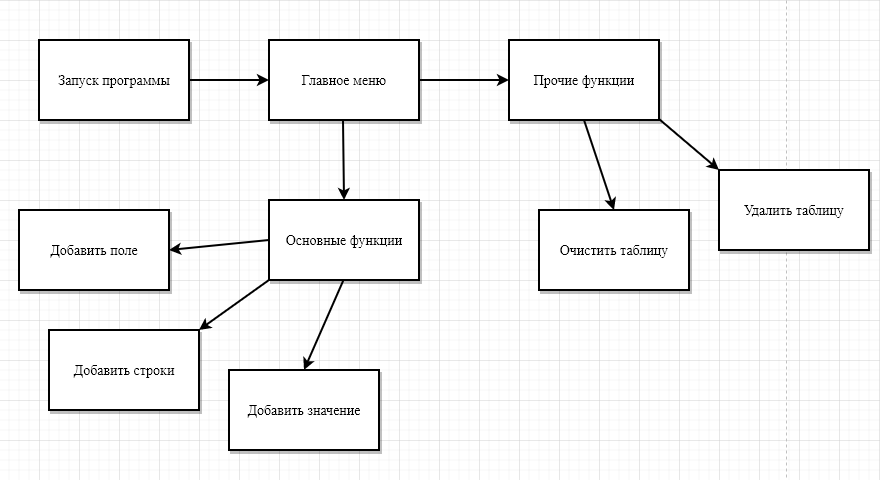 Запуск программы
Главное меню
Прочие функции
Удалить таблицу
Основные функции
Добавить поле
Очистить таблицу
Добавить строки
Добавить значение